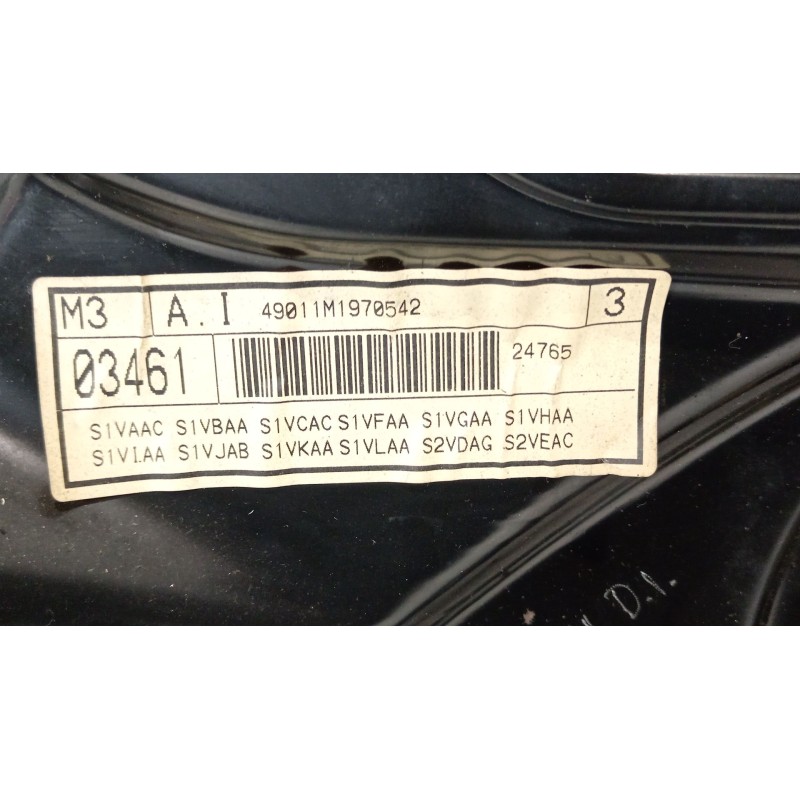 M3 A.I 49011M1970542 3
03461 24765
S1VAAC S1VBAA S1VCAC S1VFAA S1VGAA S1VHAA
S1VIAA S1VJAB S1VKAA S1VLAA S2VDAG S2VEAC
D.I.